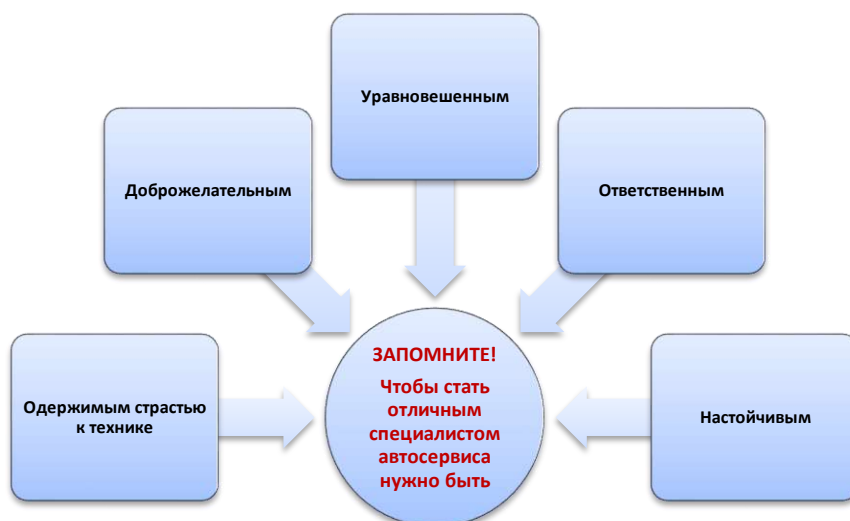 Уравновешенным
Доброжелательным
Ответственным
Одержимым страстью
к технике
ЗАПОМНИТЕ!
Чтобы стать
отличным
специалистом
автосервиса
нужно быть
Настойчивым